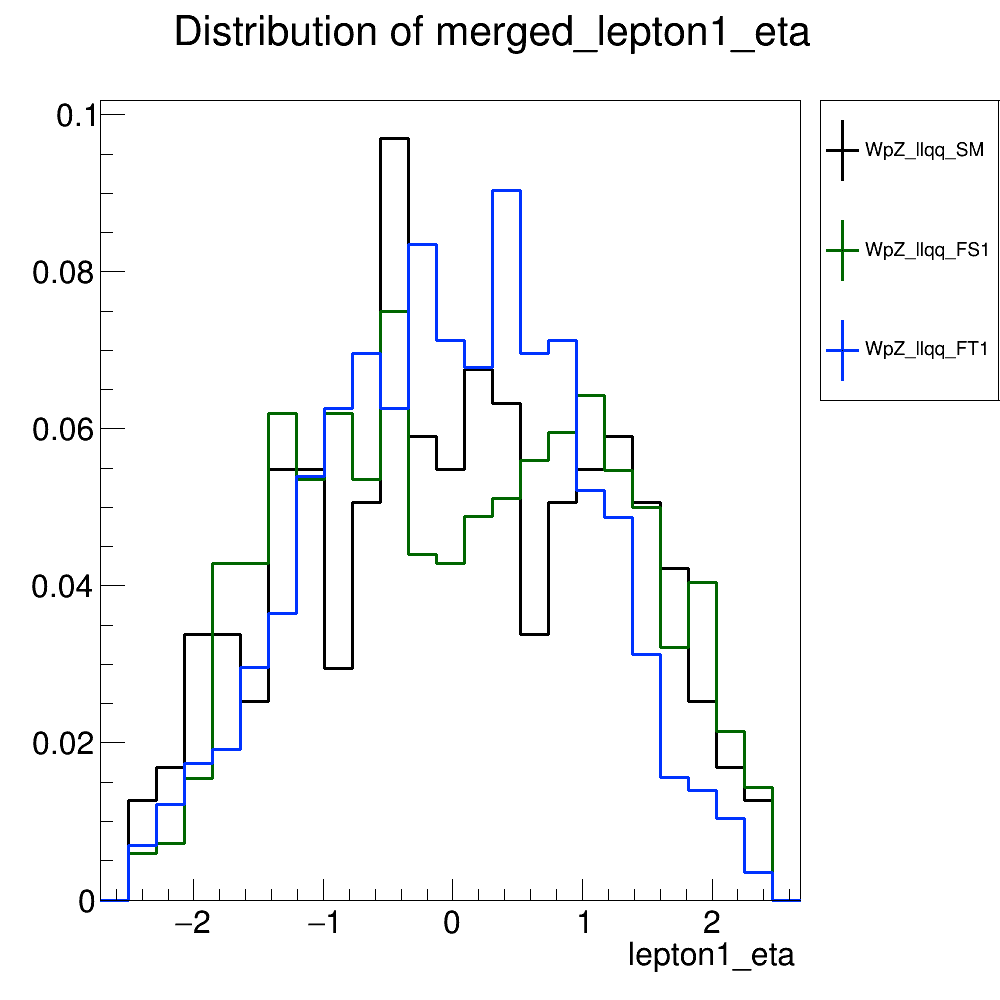 Distribution of merged_lepton1_eta
0.1
0.08
0.06
0.04
0.02
0
−2
−1
0
1
2
lepton1_eta
WpZ_llqq_SM
WpZ_llqq_FS1
WpZ_llqq_FT1